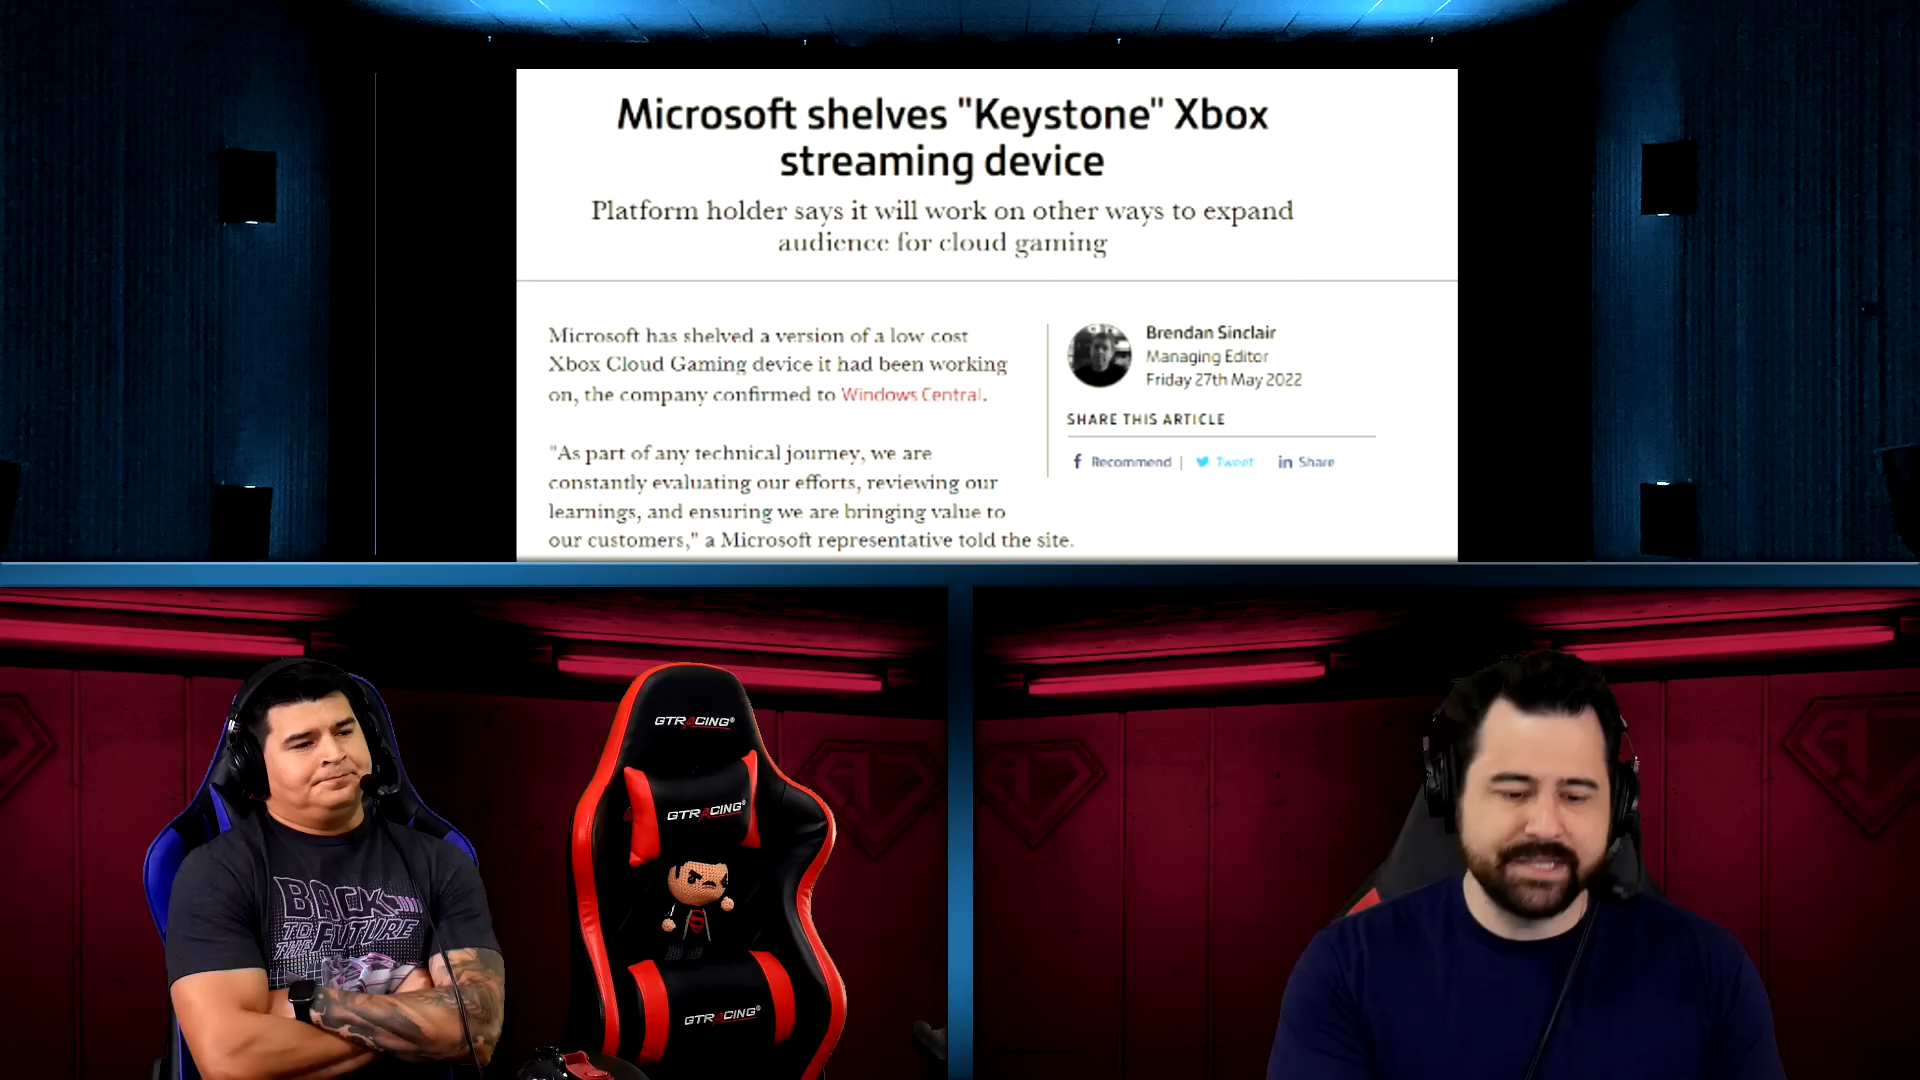 Microsoft shelves "Keystone" Xbox
streaming device
Platform holder says it will work on other ways to expand
audience for cloud gaming
Microsoft has shelved a version of a low cost
Xbox Cloud Gaming device it had been working
on, the company confirmed to Windows Central.
"As part of any technical journey, we are
constantly evaluating our efforts, reviewing our
learnings, and ensuring we are bringing value to
our customers," a Microsoft representative told the site.
Brendan Sinclair
Managing Editor
Friday 27th May 2022
SHARE THIS ARTICLE
Recommend | Tweet in Share
GTRACING®
GTRACING®
GTRACING®
BACK
TO
THE FUTURE